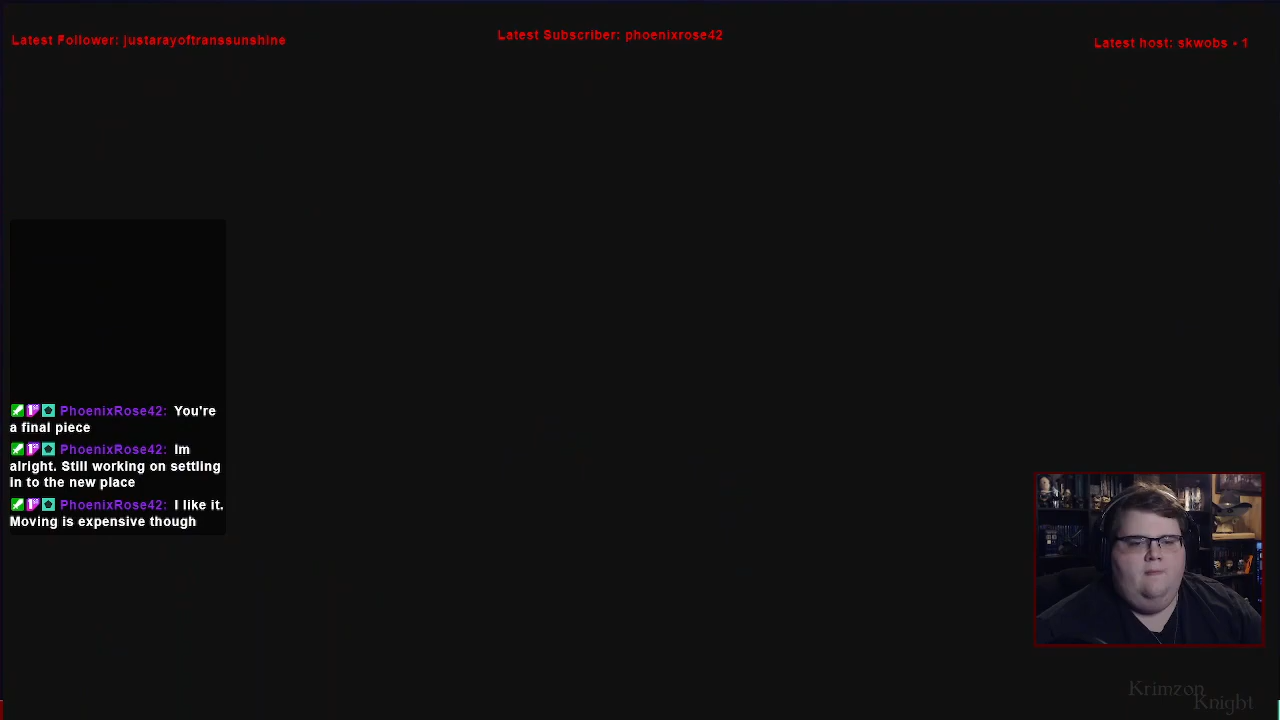 Latest Follower: justarayoftranssunshine
Latest Subscriber: phoenixrose42
Latest host: skwobs - 1
PhoenixRose42: You're
a final piece
PhoenixRose42: Im
alright. Still working on settling
in to the new place
PhoenixRose42: I like it.
Moving is expensive though
Krimzon
Knight